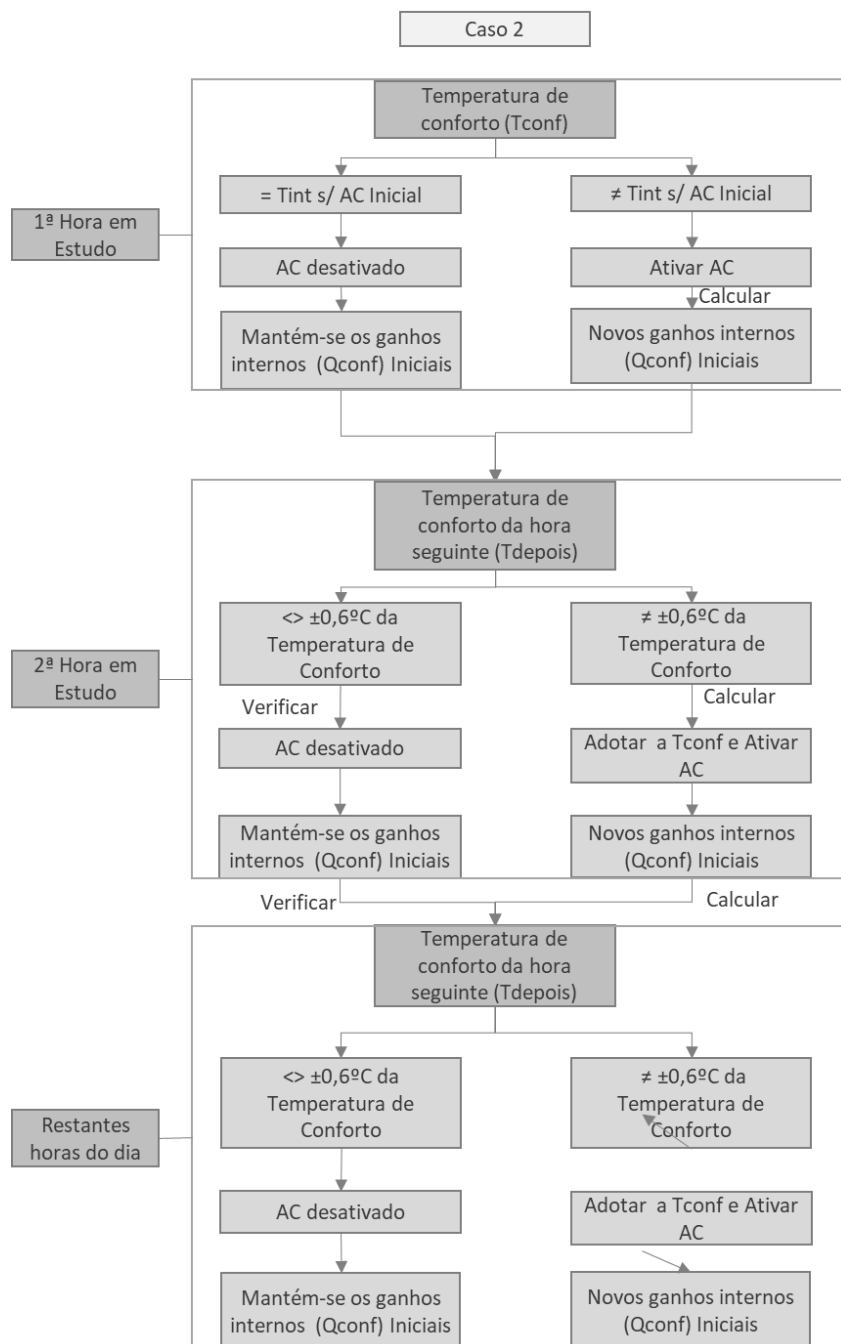 Caso 2
Temperatura de
conforto (Tconf)
= Tint s/ AC Inicial
≠ Tint s/ AC Inicial
1ª Hora em
Estudo
AC desativado
Ativar AC
Calcular
Mantém-se os ganhos
internos (Qconf) Iniciais
Novos ganhos internos
(Qconf) Iniciais
Temperatura de
conforto da hora
seguinte (Tdepois)
<> ±0,6ºC da
Temperatura de
Conforto
≠ ±0,6ºC da
Temperatura de
Conforto
2ª Hora em
Estudo
Verificar
Calcular
AC desativado
Adotar a Tconf e Ativar
AC
Mantém-se os ganhos
internos (Qconf) Iniciais
Novos ganhos internos
(Qconf) Iniciais
Verificar
Calcular
Temperatura de
conforto da hora
seguinte (Tdepois)
<> ±0,6ºC da
Temperatura de
Conforto
≠ ±0,6ºC da
Temperatura de
Conforto
Restantes
horas do dia
AC desativado
Adotar a Tconf e Ativar
AC
Mantém-se os ganhos
internos (Qconf) Iniciais
Novos ganhos internos
(Qconf) Iniciais